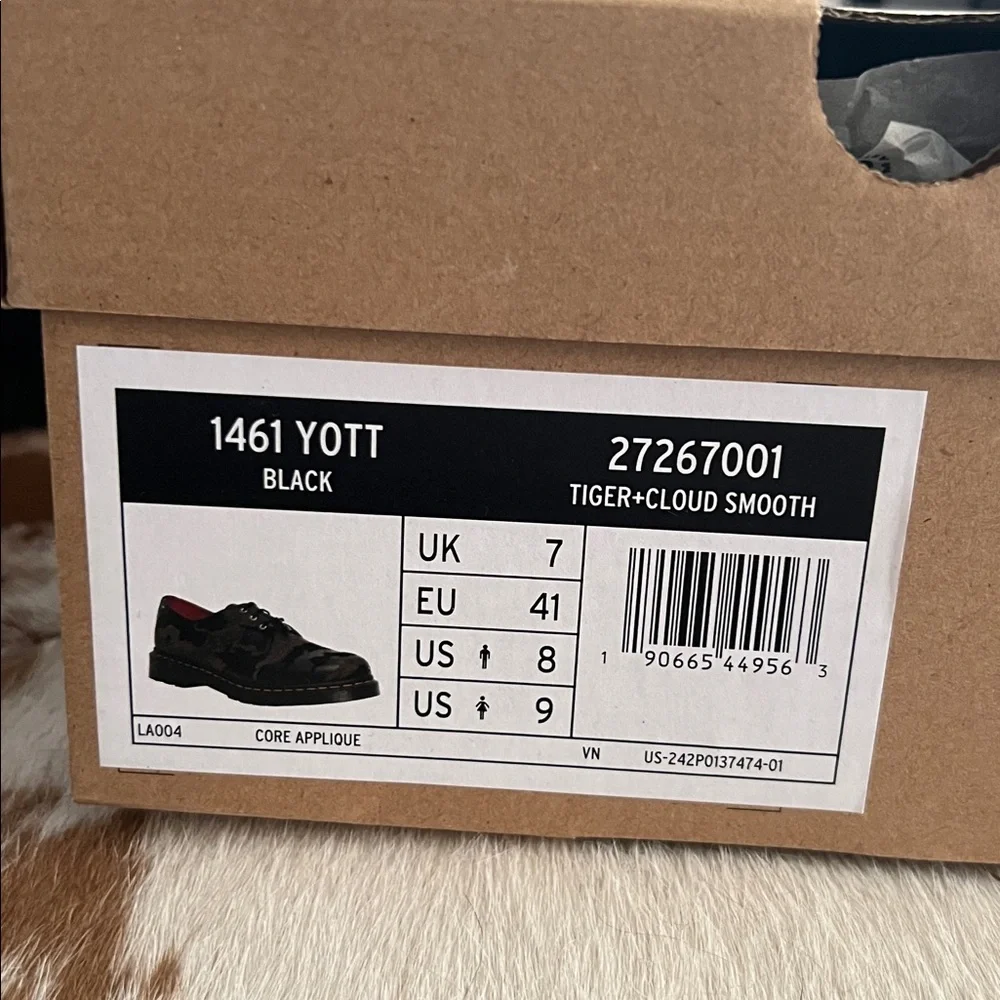 1461 YOTT
BLACK
27267001
TIGER+CLOUD SMOOTH
UK 7
EU 41
US 8
US 9
1 90665 44956 3
LA004
CORE APPLIQUE
VN
US-242P0137474-01